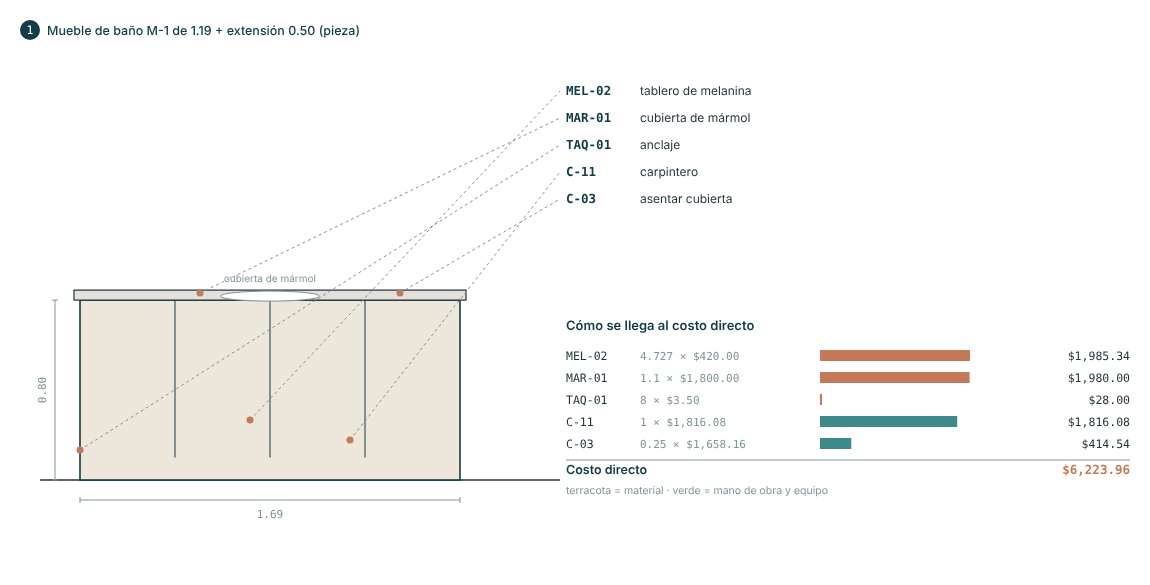 1 Mueble de baño M-1 de 1.19 + extensión 0.50 (pieza)
MEL-02 tablero de melanina
MAR-01 cubierta de mármol
TAQ-01 anclaje
C-11 carpintero
C-03 asentar cubierta
cubierta de mármol
0.80
1.69
Cómo se llega al costo directo
MEL-02 4.727 × $420.00 $1,985.34
MAR-01 1.1 × $1,800.00 $1,980.00
TAQ-01 8 × $3.50 $28.00
C-11 1 × $1,816.08 $1,816.08
C-03 0.25 × $1,658.16 $414.54
Costo directo $6,223.96
terracota = material · verde = mano de obra y equipo